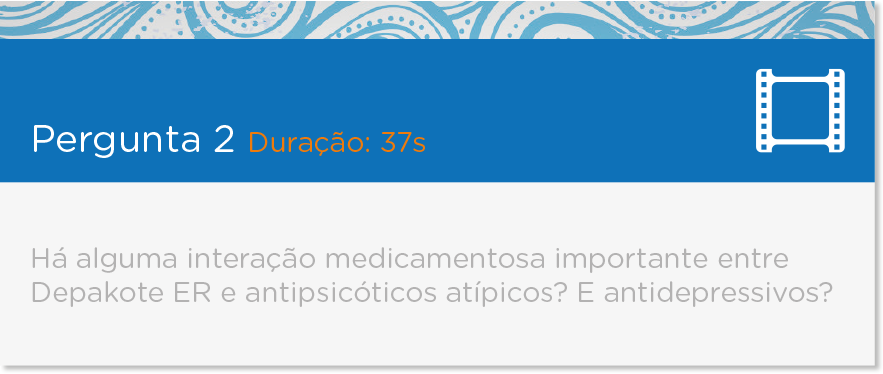 Pergunta 2 Duração: 37s
Há alguma interação medicamentosa importante entre
Depakote ER e antipsicóticos atípicos? E antidepressivos?